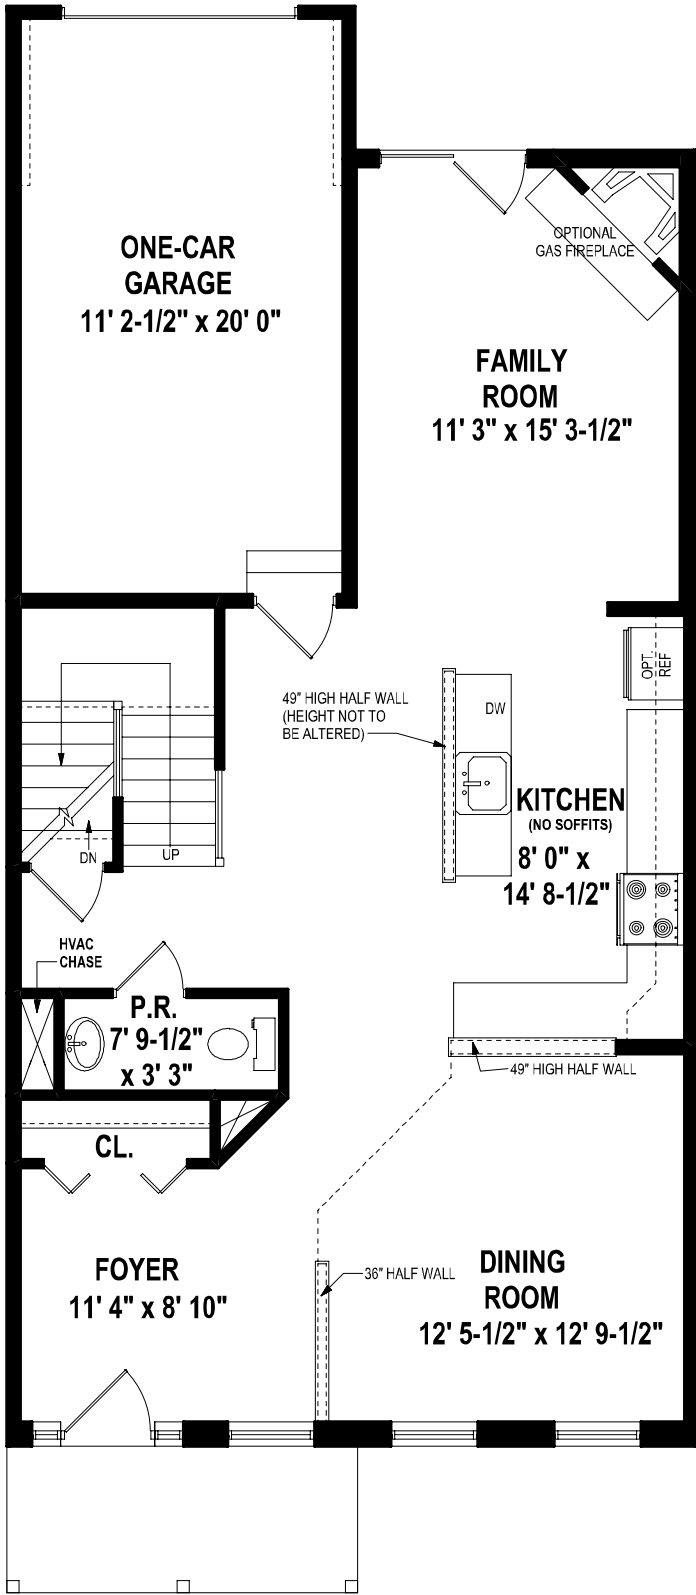 ONE-CAR
GARAGE
11' 2-1/2" x 20' 0"
OPTIONAL
GAS FIREPLACE
FAMILY
ROOM
11' 3" x 15' 3-1/2"
OPT.
REF
49" HIGH HALF WALL
(HEIGHT NOT TO
BE ALTERED)
DW
KITCHEN
(NO SOFFITS)
8' 0" x
14' 8-1/2"
DN
UP
HVAC
CHASE
P.R.
7' 9-1/2"
x 3' 3"
49" HIGH HALF WALL
CL.
FOYER
11' 4" x 8' 10"
36" HALF WALL
DINING
ROOM
12' 5-1/2" x 12' 9-1/2"